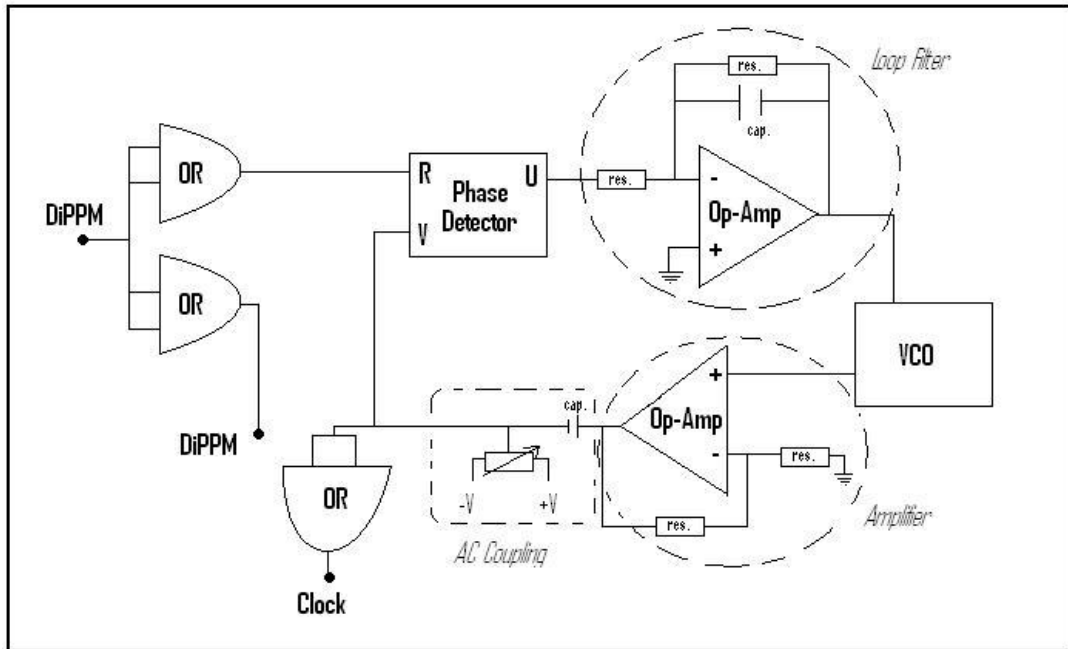 Loop Filter
res.
cap.
OR
R
U
Phase
Detector
V
res.
-
Op-Amp
+
DiPPM
OR
VCO
cap.
+
Op-Amp
-
res.
DiPPM
-V
+V
OR
res.
AC Coupling
Amplifier
Clock